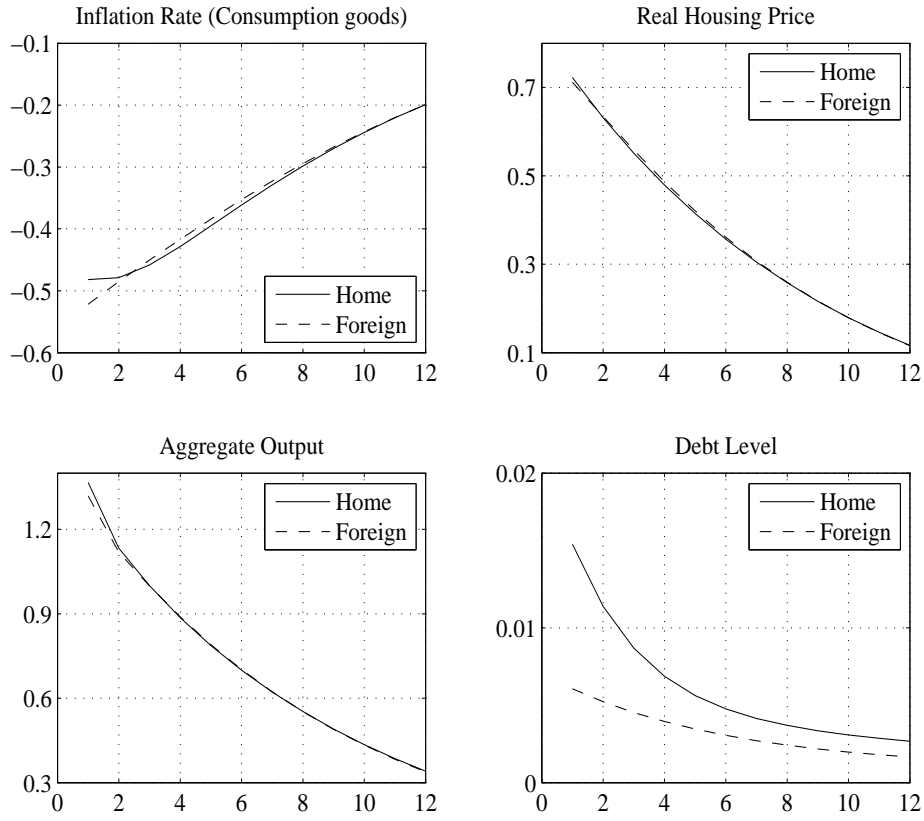 Inflation Rate (Consumption goods)
−0.1
−0.2
−0.3
−0.4
−0.5
−0.6
0 2 4 6 8 10 12
Home
Foreign
Real Housing Price
0.7
0.5
0.3
0.1
0 2 4 6 8 10 12
Home
Foreign
Aggregate Output
1.2
0.9
0.6
0.3
0 2 4 6 8 10 12
Home
Foreign
Debt Level
0.02
0.01
0
0 2 4 6 8 10 12
Home
Foreign